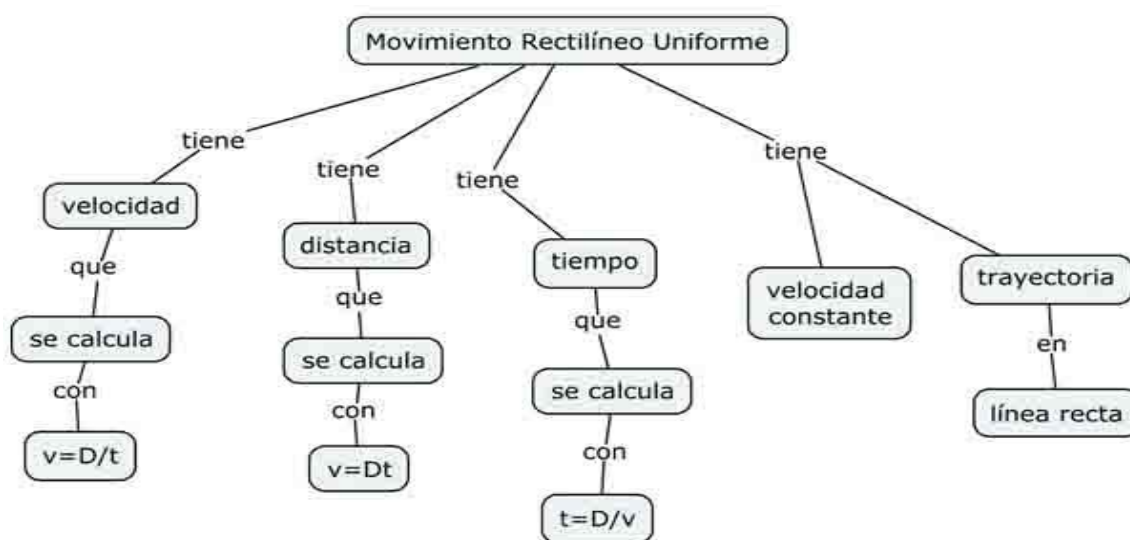 Movimiento Rectilíneo Uniforme
tiene
velocidad
que
se calcula
con
v=D/t
tiene
distancia
que
se calcula
con
v=Dt
tiene
tiempo
que
se calcula
con
t=D/v
tiene
velocidad
constante
trayectoria
en
línea recta